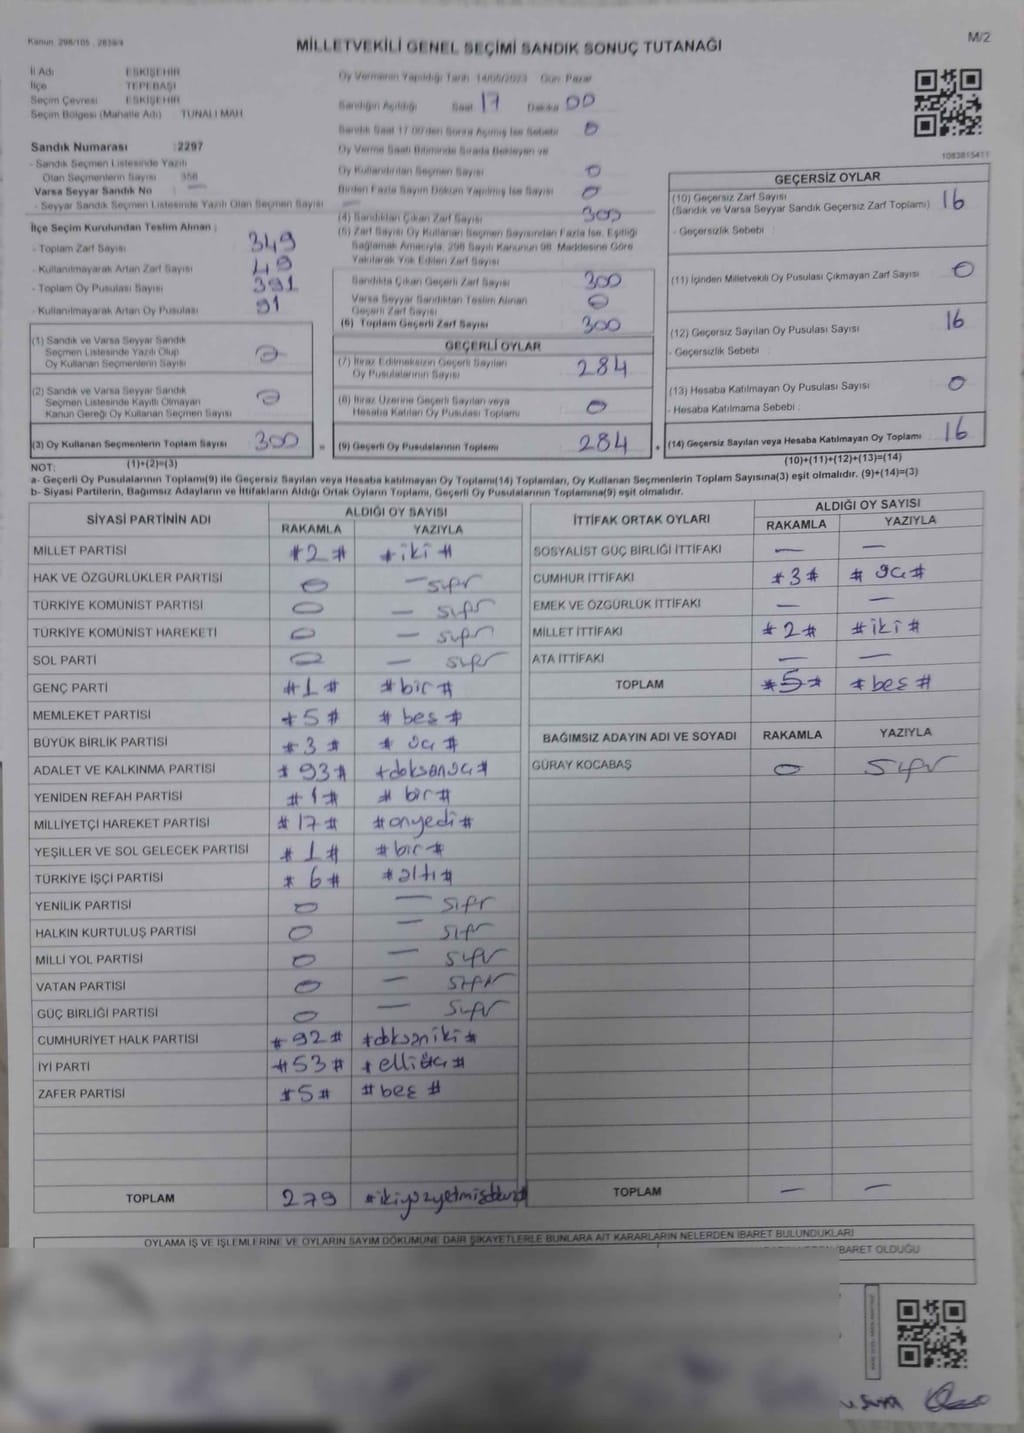 Kanun: 298/105 , 2839/4
MİLLETVEKİLİ GENEL SEÇİMİ SANDIK SONUÇ TUTANAĞI
M/2
İl Adı ESKİŞEHİR
İlçe TEPEBAŞI
Seçim Çevresi ESKİŞEHİR
Seçim Bölgesi (Mahalle Adı) TUNALI MAH
Sandık Numarası :2297
- Sandık Seçmen Listesinde Yazılı
Olan Seçmenlerin Sayısı 356
Varsa Seyyar Sandık No : —
- Seyyar Sandık Seçmen Listesinde Yazılı Olan Seçmen Sayısı —
İlçe Seçim Kurulundan Teslim Alınan :
- Toplam Zarf Sayısı 349
- Kullanılmayarak Artan Zarf Sayısı 49
- Toplam Oy Pusulası Sayısı 391
- Kullanılmayarak Artan Oy Pusulası 91
(1) Sandık ve Varsa Seyyar Sandık
Seçmen Listesinde Yazılı Olup
Oy Kullanan Seçmenlerin Sayısı 0
(2) Sandık ve Varsa Seyyar Sandık
Seçmen Listesinde Kayıtlı Olmayan
Kanun Gereği Oy Kullanan Seçmen Sayısı 0
(3) Oy Kullanan Seçmenlerin Toplam Sayısı 300 =
(1)+(2)=(3)
Oy Vermenin Yapıldığı Tarih 14/05/2023 Gün Pazar
Sandığın Açıldığı Saat 17 Dakika 00
Sandık Saat 17.00'den Sonra Açılmış İse Sebebi 0
Oy Verme Saati Bitiminde Sırada Bekleyen ve
Oy Kullandırılan Seçmen Sayısı 0
Birden Fazla Sayım Döküm Yapılmış İse Sayısı 0
(4) Sandıktan Çıkan Zarf Sayısı 300
(5) Zarf Sayısı Oy Kullanan Seçmen Sayısından Fazla İse, Eşitliği
Sağlamak Amacıyla, 298 Sayılı Kanunun 98. Maddesine Göre
Yakılarak Yok Edilen Zarf Sayısı
Sandıkta Çıkan Geçerli Zarf Sayısı 300
Varsa Seyyar Sandıktan Teslim Alınan
Geçerli Zarf Sayısı 0
(6) Toplam Geçerli Zarf Sayısı 300
GEÇERLİ OYLAR
(7) İtiraz Edilmeksizin Geçerli Sayılan
Oy Pusulalarının Sayısı 284
(8) İtiraz Üzerine Geçerli Sayılan veya
Hesaba Katılan Oy Pusulası Toplamı 0
(9) Geçerli Oy Pusulalarının Toplamı 284 +
1083815411
GEÇERSİZ OYLAR
(10) Geçersiz Zarf Sayısı 16
(Sandık ve Varsa Seyyar Sandık Geçersiz Zarf Toplamı)
- Geçersizlik Sebebi :
(11) İçinden Milletvekili Oy Pusulası Çıkmayan Zarf Sayısı 0
(12) Geçersiz Sayılan Oy Pusulası Sayısı 16
- Geçersizlik Sebebi :
(13) Hesaba Katılmayan Oy Pusulası Sayısı 0
- Hesaba Katılmama Sebebi :
(14) Geçersiz Sayılan veya Hesaba Katılmayan Oy Toplamı 16
(10)+(11)+(12)+(13)=(14)
NOT:
a- Geçerli Oy Pusulalarının Toplamı(9) ile Geçersiz Sayılan veya Hesaba katılmayan Oy Toplamı(14) Toplamları, Oy Kullanan Seçmenlerin Toplam Sayısına(3) eşit olmalıdır. (9)+(14)=(3)
b- Siyasi Partilerin, Bağımsız Adayların ve İttifakların Aldığı Ortak Oyların Toplamı, Geçerli Oy Pusulalarının Toplamına(9) eşit olmalıdır.
SİYASİ PARTİNİN ADI ALDIĞI OY SAYISI
RAKAMLA YAZIYLA
MİLLET PARTİSİ #2# #iki#
HAK VE ÖZGÜRLÜKLER PARTİSİ 0 — sıfır
TÜRKİYE KOMÜNİST PARTİSİ 0 — sıfır
TÜRKİYE KOMÜNİST HAREKETİ 0 — sıfır
SOL PARTİ 0 — sıfır
GENÇ PARTİ #1# #bir#
MEMLEKET PARTİSİ #5# #beş#
BÜYÜK BİRLİK PARTİSİ #3# #üç#
ADALET VE KALKINMA PARTİSİ #93# #doksanüç#
YENİDEN REFAH PARTİSİ #1# #bir#
MİLLİYETÇİ HAREKET PARTİSİ #17# #onyedi#
YEŞİLLER VE SOL GELECEK PARTİSİ #1# #bir#
TÜRKİYE İŞÇİ PARTİSİ #6# #altı#
YENİLİK PARTİSİ 0 — sıfır
HALKIN KURTULUŞ PARTİSİ 0 — sıfır
MİLLİ YOL PARTİSİ 0 — sıfır
VATAN PARTİSİ 0 — sıfır
GÜÇ BİRLİĞİ PARTİSİ 0 — sıfır
CUMHURİYET HALK PARTİSİ #92# #doksaniki#
İYİ PARTİ #53# #elliüç#
ZAFER PARTİSİ #5# #beş#
TOPLAM 279 #ikiyüzyetmişdokuz#
İTTİFAK ORTAK OYLARI ALDIĞI OY SAYISI
RAKAMLA YAZIYLA
SOSYALİST GÜÇ BİRLİĞİ İTTİFAKI — —
CUMHUR İTTİFAKI #3# #üç#
EMEK VE ÖZGÜRLÜK İTTİFAKI — —
MİLLET İTTİFAKI #2# #iki#
ATA İTTİFAKI — —
TOPLAM #5# #beş#
BAĞIMSIZ ADAYIN ADI VE SOYADI RAKAMLA YAZIYLA
GÜRAY KOCABAŞ 0 Sıfır
TOPLAM — —
OYLAMA İŞ VE İŞLEMLERİNE VE OYLARIN SAYIM DÖKÜMÜNE DAİR ŞİKAYETLERLE BUNLARA AİT KARARLARIN NELERDEN İBARET BULUNDUKLARI
İBARET OLDUĞU